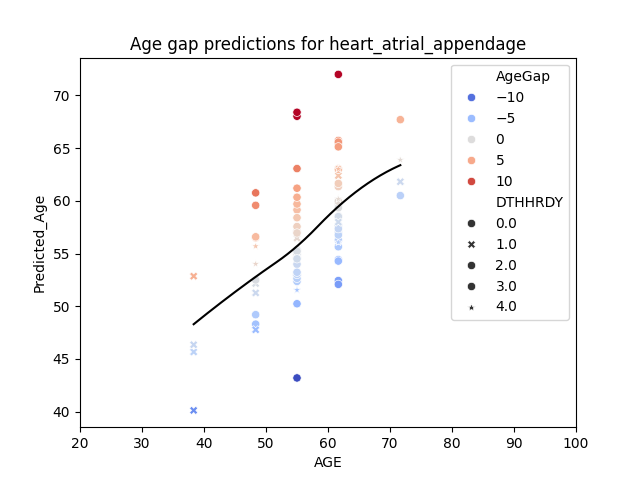 Age gap predictions for heart_atrial_appendage
Predicted_Age
70
65
60
55
50
45
40
20 30 40 50 60 70 80 90 100
AGE
AgeGap
−10
−5
0
5
10
DTHHRDY
0.0
1.0
2.0
3.0
4.0